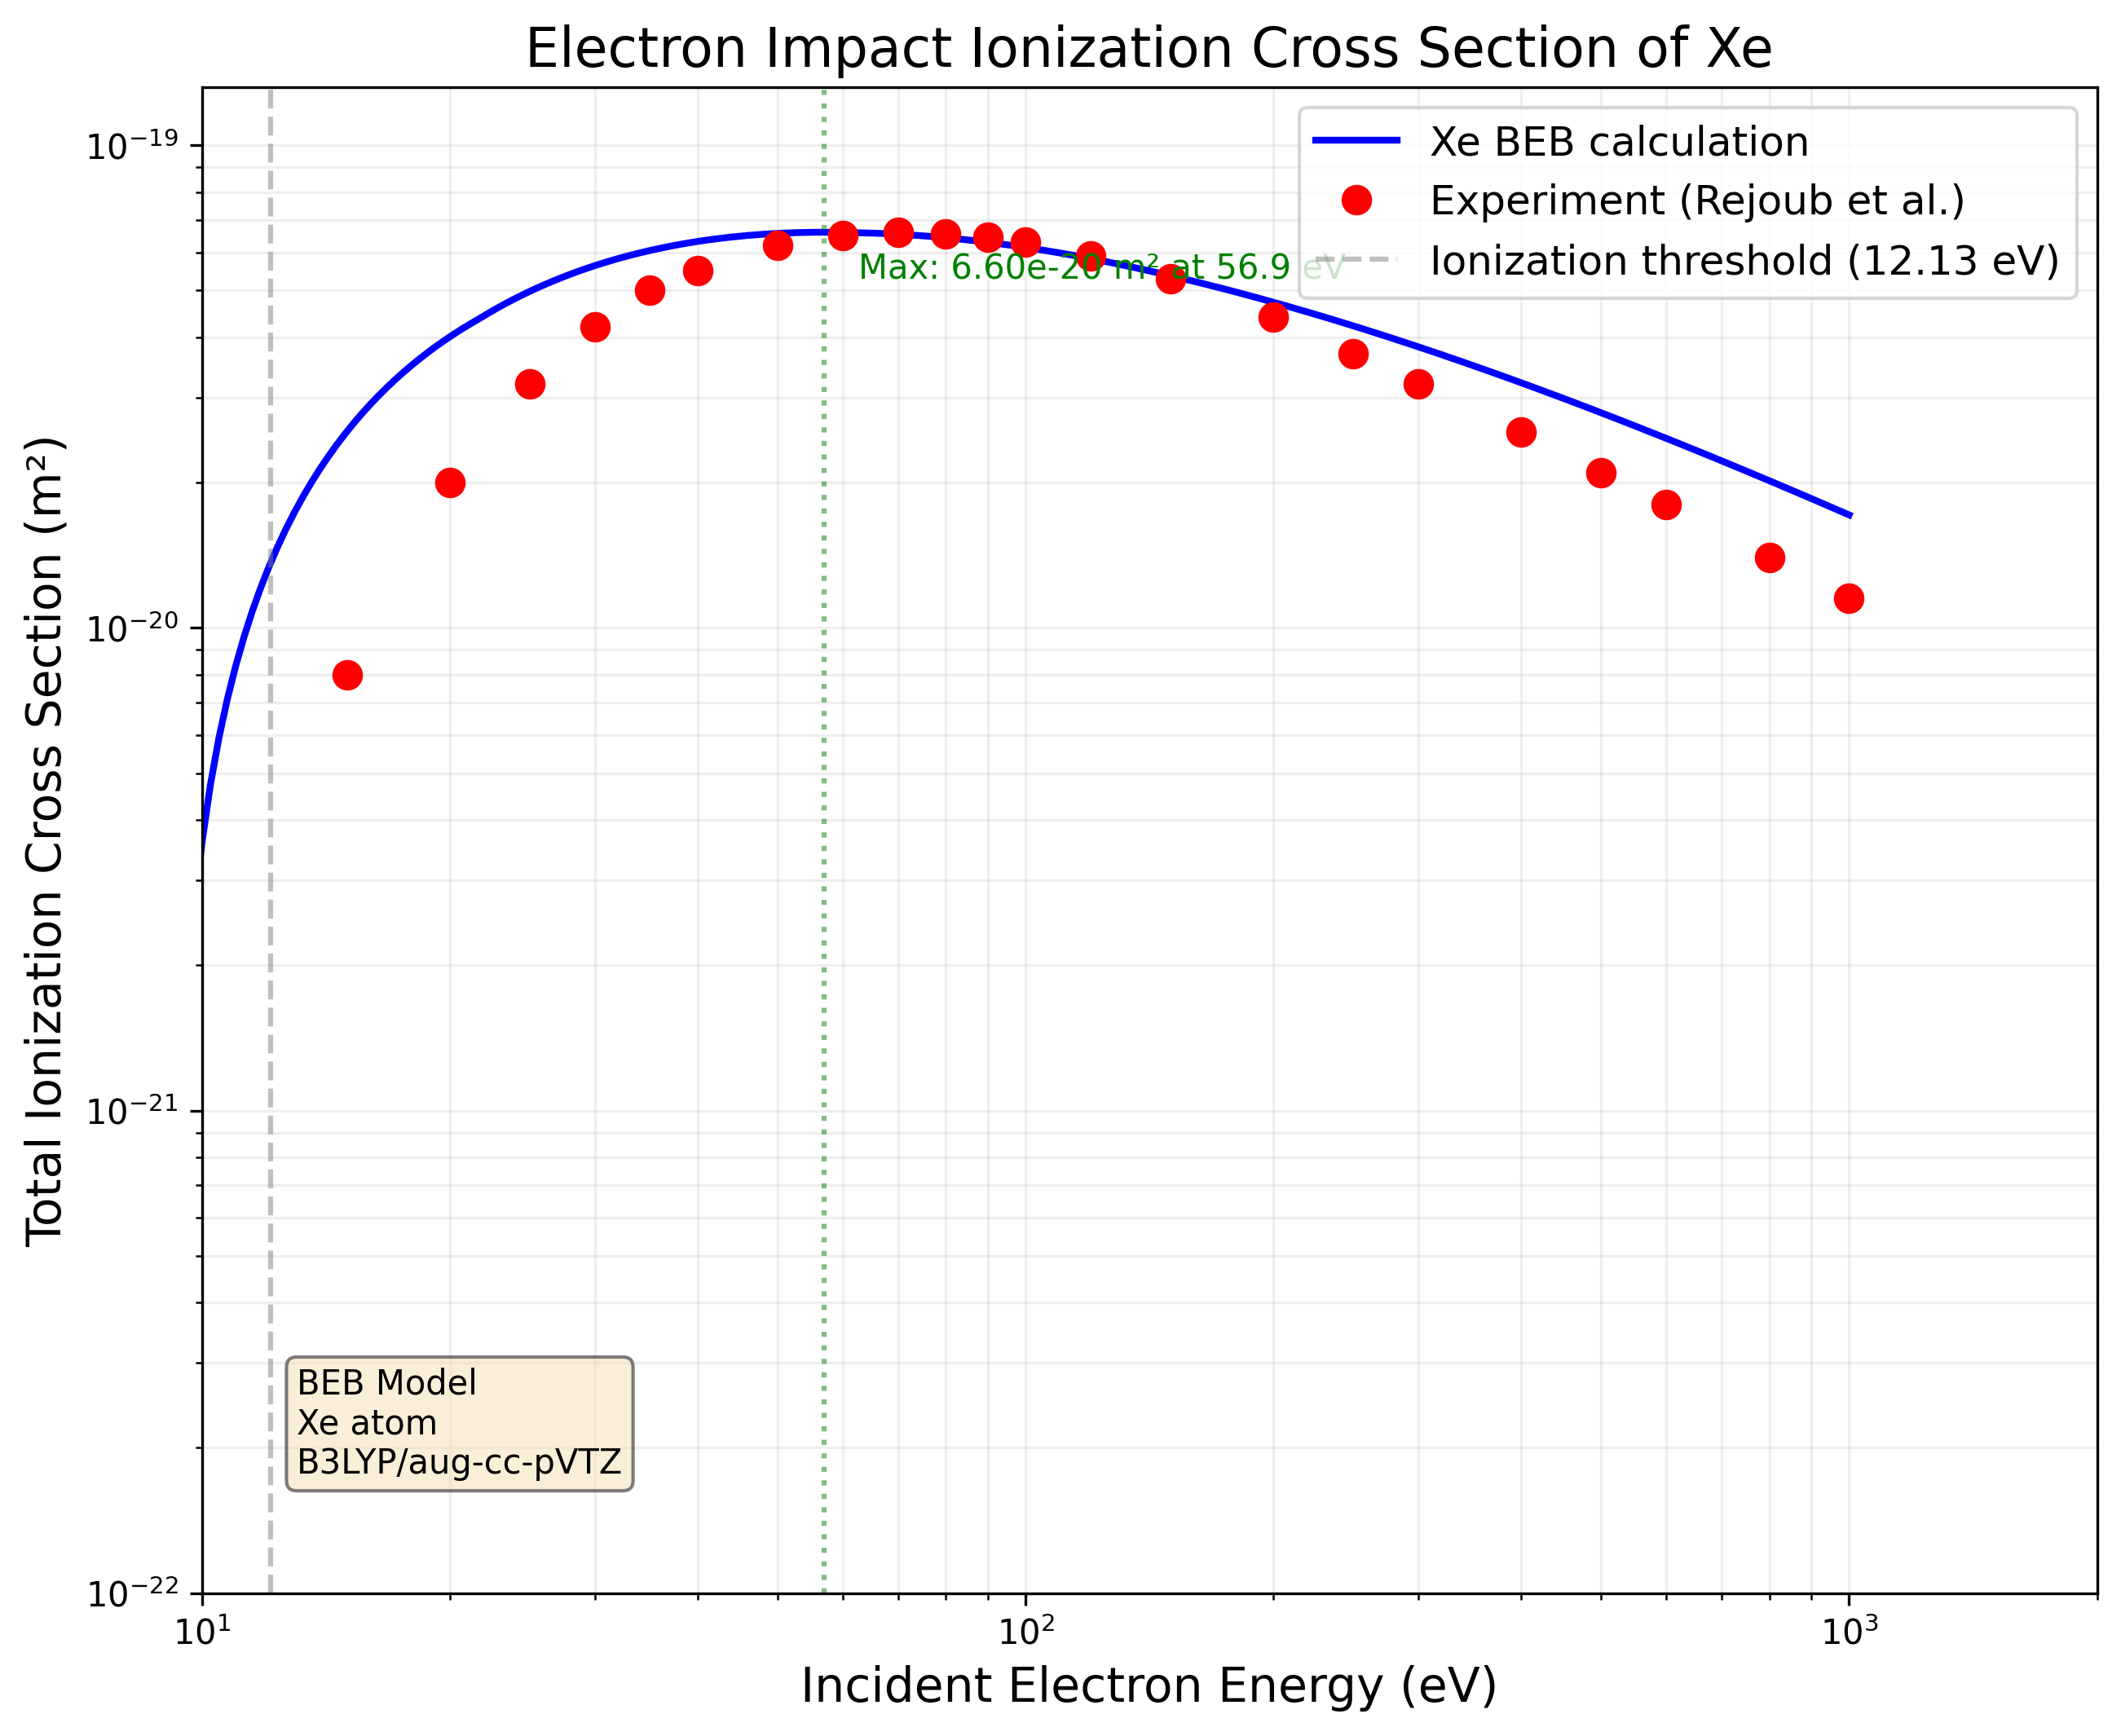 Electron Impact Ionization Cross Section of Xe
Xe BEB calculation
Experiment (Rejoub et al.)
Ionization threshold (12.13 eV)
Max: 6.60e-20 m² at 56.9 eV
Total Ionization Cross Section (m²)
10⁻¹⁹
10⁻²⁰
10⁻²¹
10⁻²²
BEB Model
Xe atom
B3LYP/aug-cc-pVTZ
10¹ 10² 10³
Incident Electron Energy (eV)